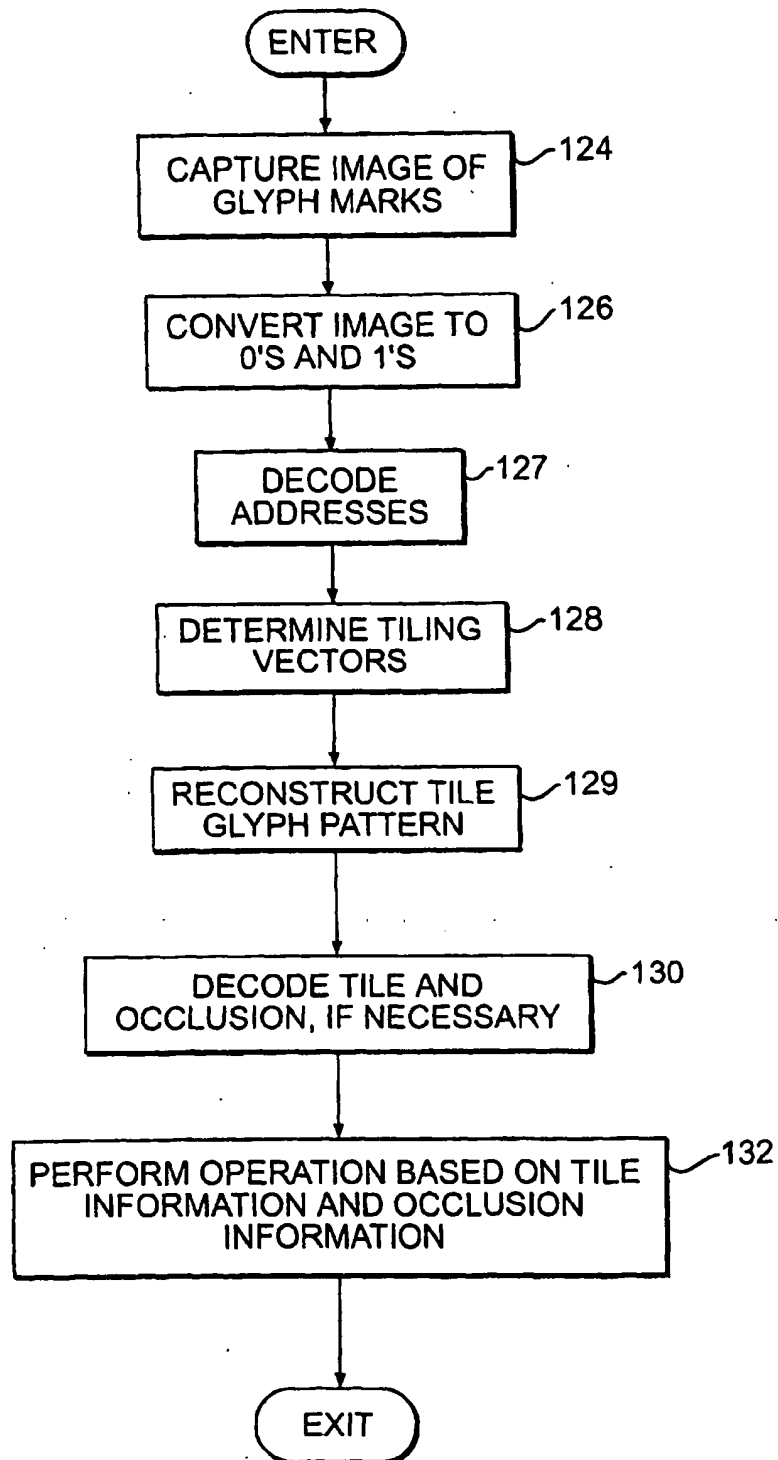 ENTER
CAPTURE IMAGE OF
GLYPH MARKS
124
CONVERT IMAGE TO
0'S AND 1'S
126
DECODE
ADDRESSES
127
DETERMINE TILING
VECTORS
128
RECONSTRUCT TILE
GLYPH PATTERN
129
DECODE TILE AND
OCCLUSION, IF NECESSARY
130
PERFORM OPERATION BASED ON TILE
INFORMATION AND OCCLUSION
INFORMATION
132
EXIT